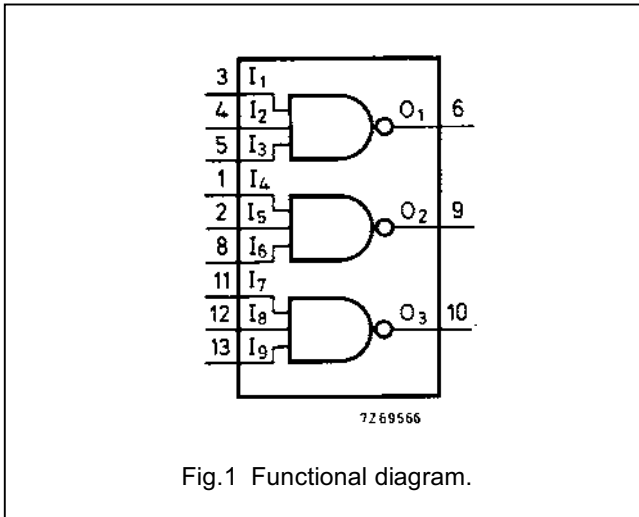 3 I1
4 I2 O1 6
5 I3
1 I4
2 I5 O2 9
8 I6
11 I7
12 I8 O3 10
13 I9
7Z69566
Fig.1 Functional diagram.